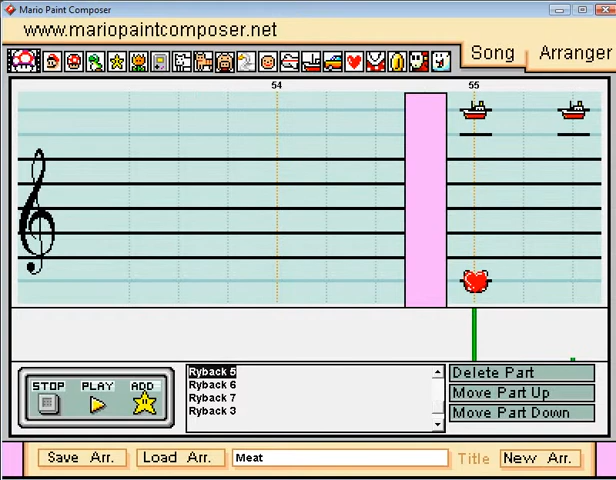 Mario Paint Composer
www.mariopaintcomposer.net
Song
Arranger
54
55
STOP
PLAY
ADD
Ryback 5
Ryback 6
Ryback 7
Ryback 3
Delete Part
Move Part Up
Move Part Down
Save Arr.
Load Arr.
Meat
Title
New Arr.